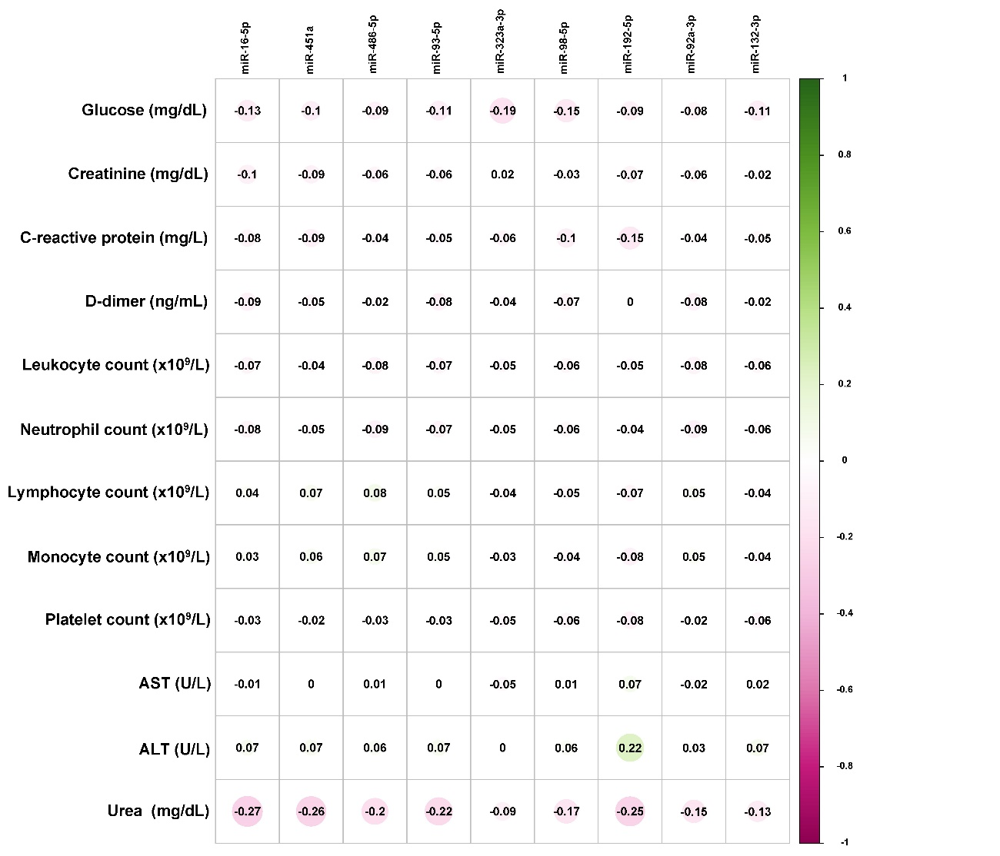 miR-16-5p miR-451a miR-486-5p miR-93-5p miR-323a-3p miR-98-5p miR-192-5p miR-92a-3p miR-132-3p
Glucose (mg/dL) -0.13 -0.1 -0.09 -0.11 -0.19 -0.15 -0.09 -0.08 -0.11
Creatinine (mg/dL) -0.1 -0.09 -0.06 -0.06 0.02 -0.03 -0.07 -0.06 -0.02
C-reactive protein (mg/L) -0.08 -0.09 -0.04 -0.05 -0.06 -0.1 -0.15 -0.04 -0.05
D-dimer (ng/mL) -0.09 -0.05 -0.02 -0.08 -0.04 -0.07 0 -0.08 -0.02
Leukocyte count (x10⁹/L) -0.07 -0.04 -0.08 -0.07 -0.05 -0.06 -0.05 -0.08 -0.06
Neutrophil count (x10⁹/L) -0.08 -0.05 -0.09 -0.07 -0.05 -0.06 -0.04 -0.09 -0.06
Lymphocyte count (x10⁹/L) 0.04 0.07 0.08 0.05 -0.04 -0.05 -0.07 0.05 -0.04
Monocyte count (x10⁹/L) 0.03 0.06 0.07 0.05 -0.03 -0.04 -0.08 0.05 -0.04
Platelet count (x10⁹/L) -0.03 -0.02 -0.03 -0.03 -0.05 -0.06 -0.08 -0.02 -0.06
AST (U/L) -0.01 0 0.01 0 -0.05 0.01 0.07 -0.02 0.02
ALT (U/L) 0.07 0.07 0.06 0.07 0 0.06 0.22 0.03 0.07
Urea (mg/dL) -0.27 -0.26 -0.2 -0.22 -0.09 -0.17 -0.25 -0.15 -0.13
1
0.8
0.6
0.4
0.2
0
-0.2
-0.4
-0.6
-0.8
-1